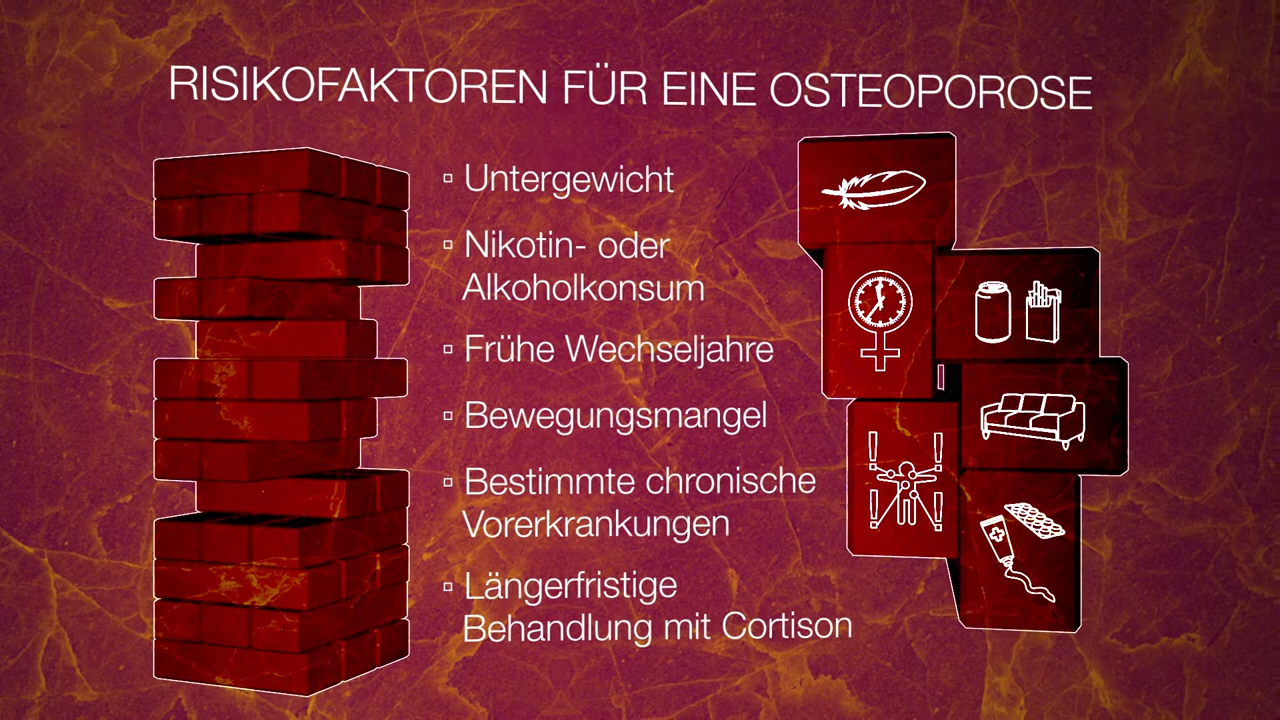 RISIKOFAKTOREN FÜR EINE OSTEOPOROSE
▫ Untergewicht
▫ Nikotin- oder
Alkoholkonsum
▫ Frühe Wechseljahre
▫ Bewegungsmangel
▫ Bestimmte chronische
Vorerkrankungen
▫ Längerfristige
Behandlung mit Cortison